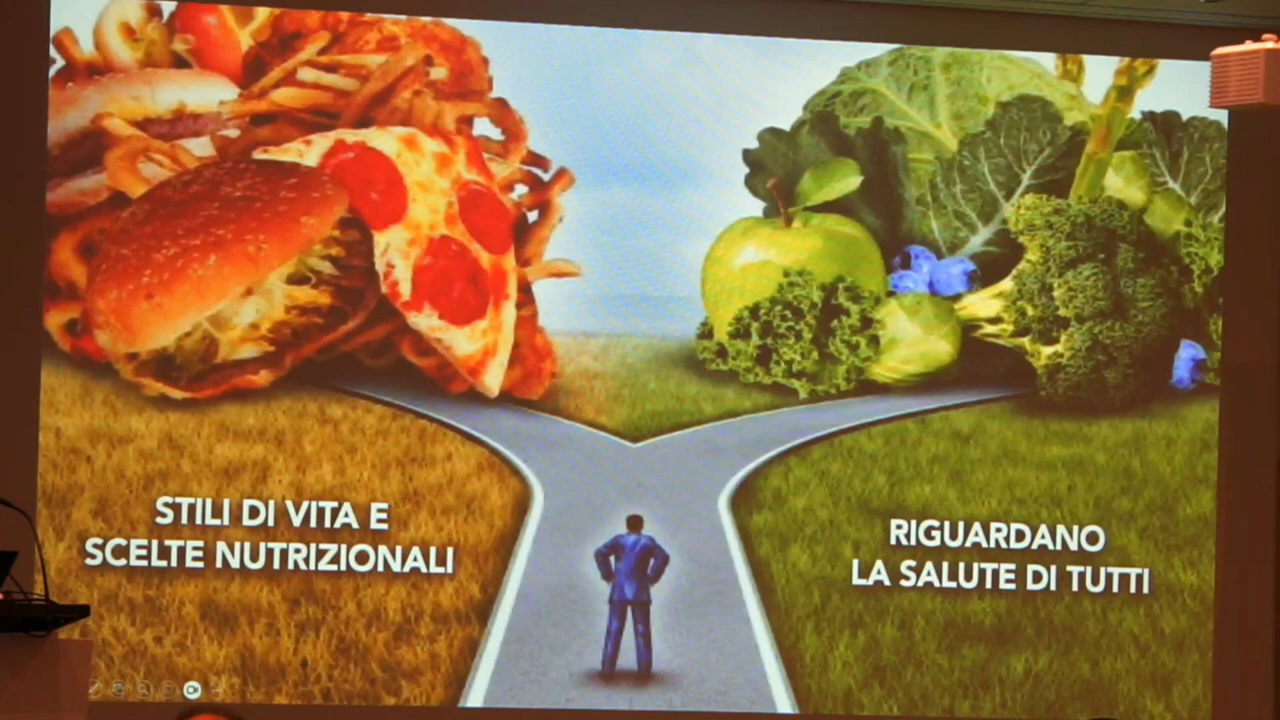 STILI DI VITA E
SCELTE NUTRIZIONALI
RIGUARDANO
LA SALUTE DI TUTTI